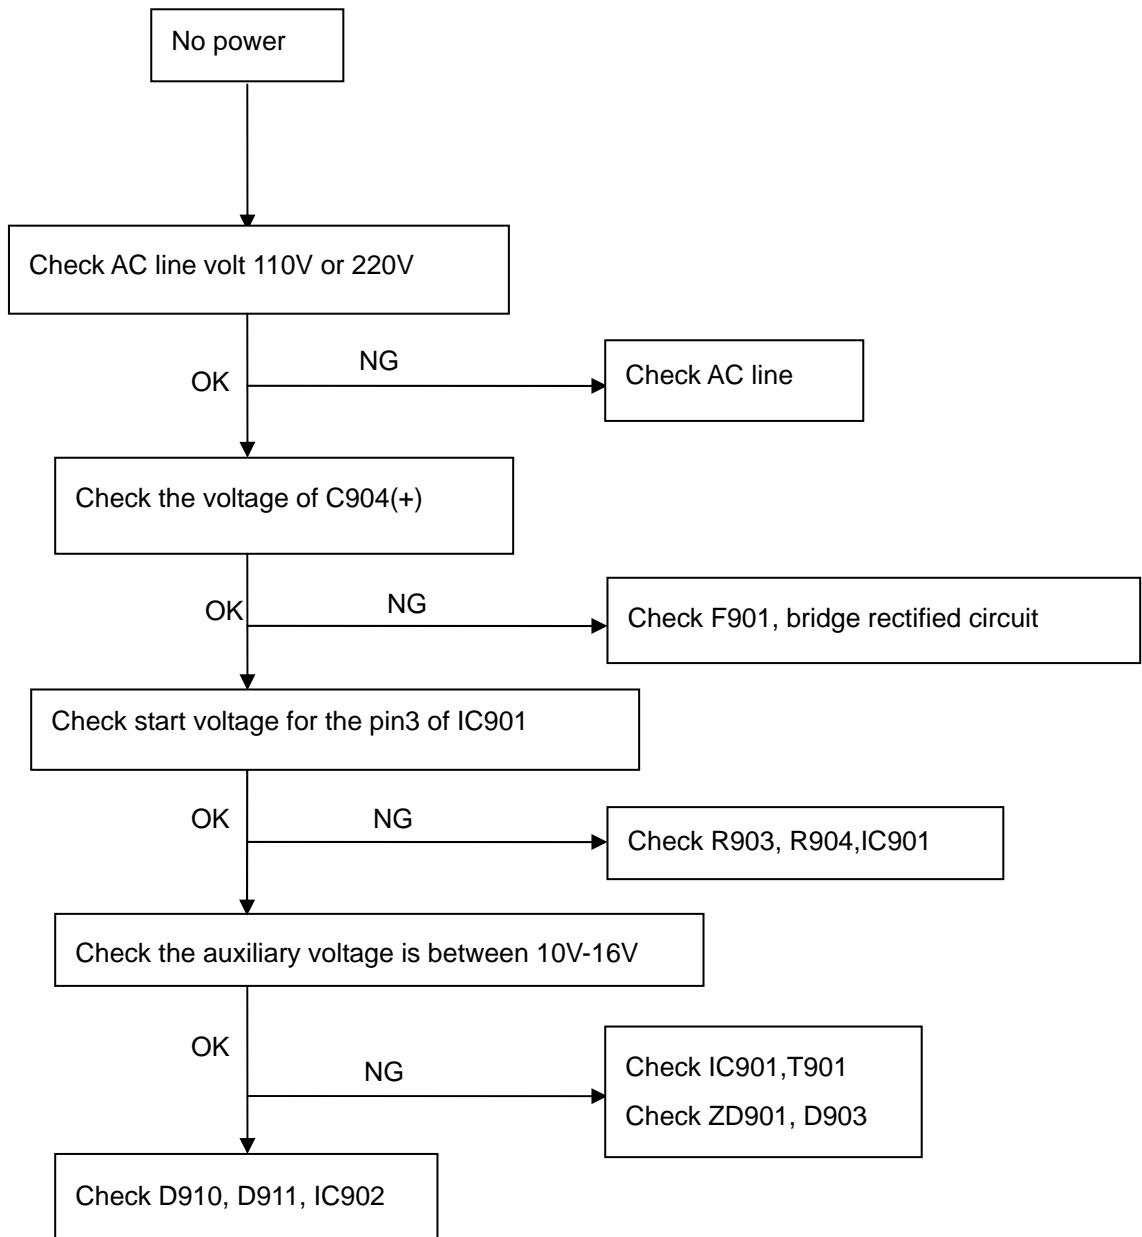 No power
Check AC line volt 110V or 220V
NG
OK
Check AC line
Check the voltage of C904(+)
NG
OK
Check F901, bridge rectified circuit
Check start voltage for the pin3 of IC901
OK
NG
Check R903, R904,IC901
Check the auxiliary voltage is between 10V-16V
OK
NG
Check IC901,T901
Check ZD901, D903
Check D910, D911, IC902